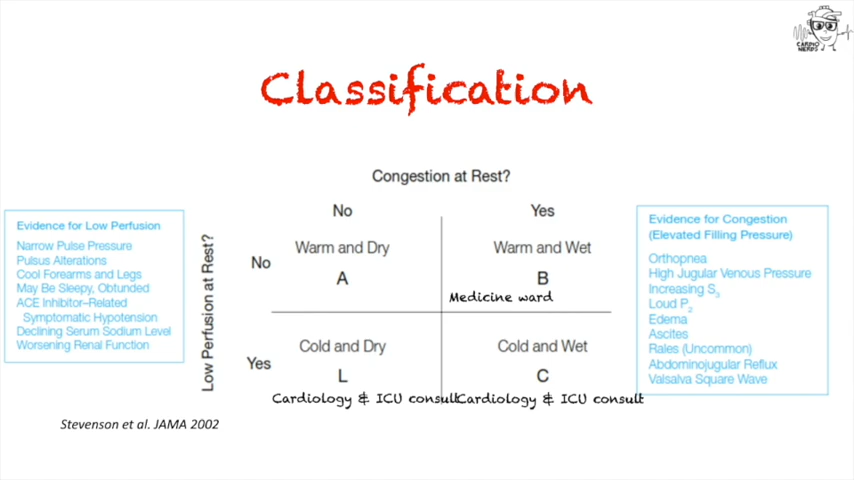 CARDIO
NERDS
Classification
Congestion at Rest?
No
Yes
Low Perfusion at Rest?
No
Warm and Dry
A
Warm and Wet
B
Medicine ward
Yes
Cold and Dry
L
Cardiology & ICU consult
Cold and Wet
C
Cardiology & ICU consult
Evidence for Low Perfusion
Narrow Pulse Pressure
Pulsus Alterations
Cool Forearms and Legs
May Be Sleepy, Obtunded
ACE Inhibitor–Related
Symptomatic Hypotension
Declining Serum Sodium Level
Worsening Renal Function
Evidence for Congestion
(Elevated Filling Pressure)
Orthopnea
High Jugular Venous Pressure
Increasing S3
Loud P2
Edema
Ascites
Rales (Uncommon)
Abdominojugular Reflux
Valsalva Square Wave
Stevenson et al. JAMA 2002